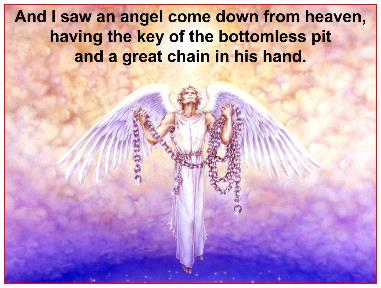 And I saw an angel come down from heaven,
having the key of the bottomless pit
and a great chain in his hand.